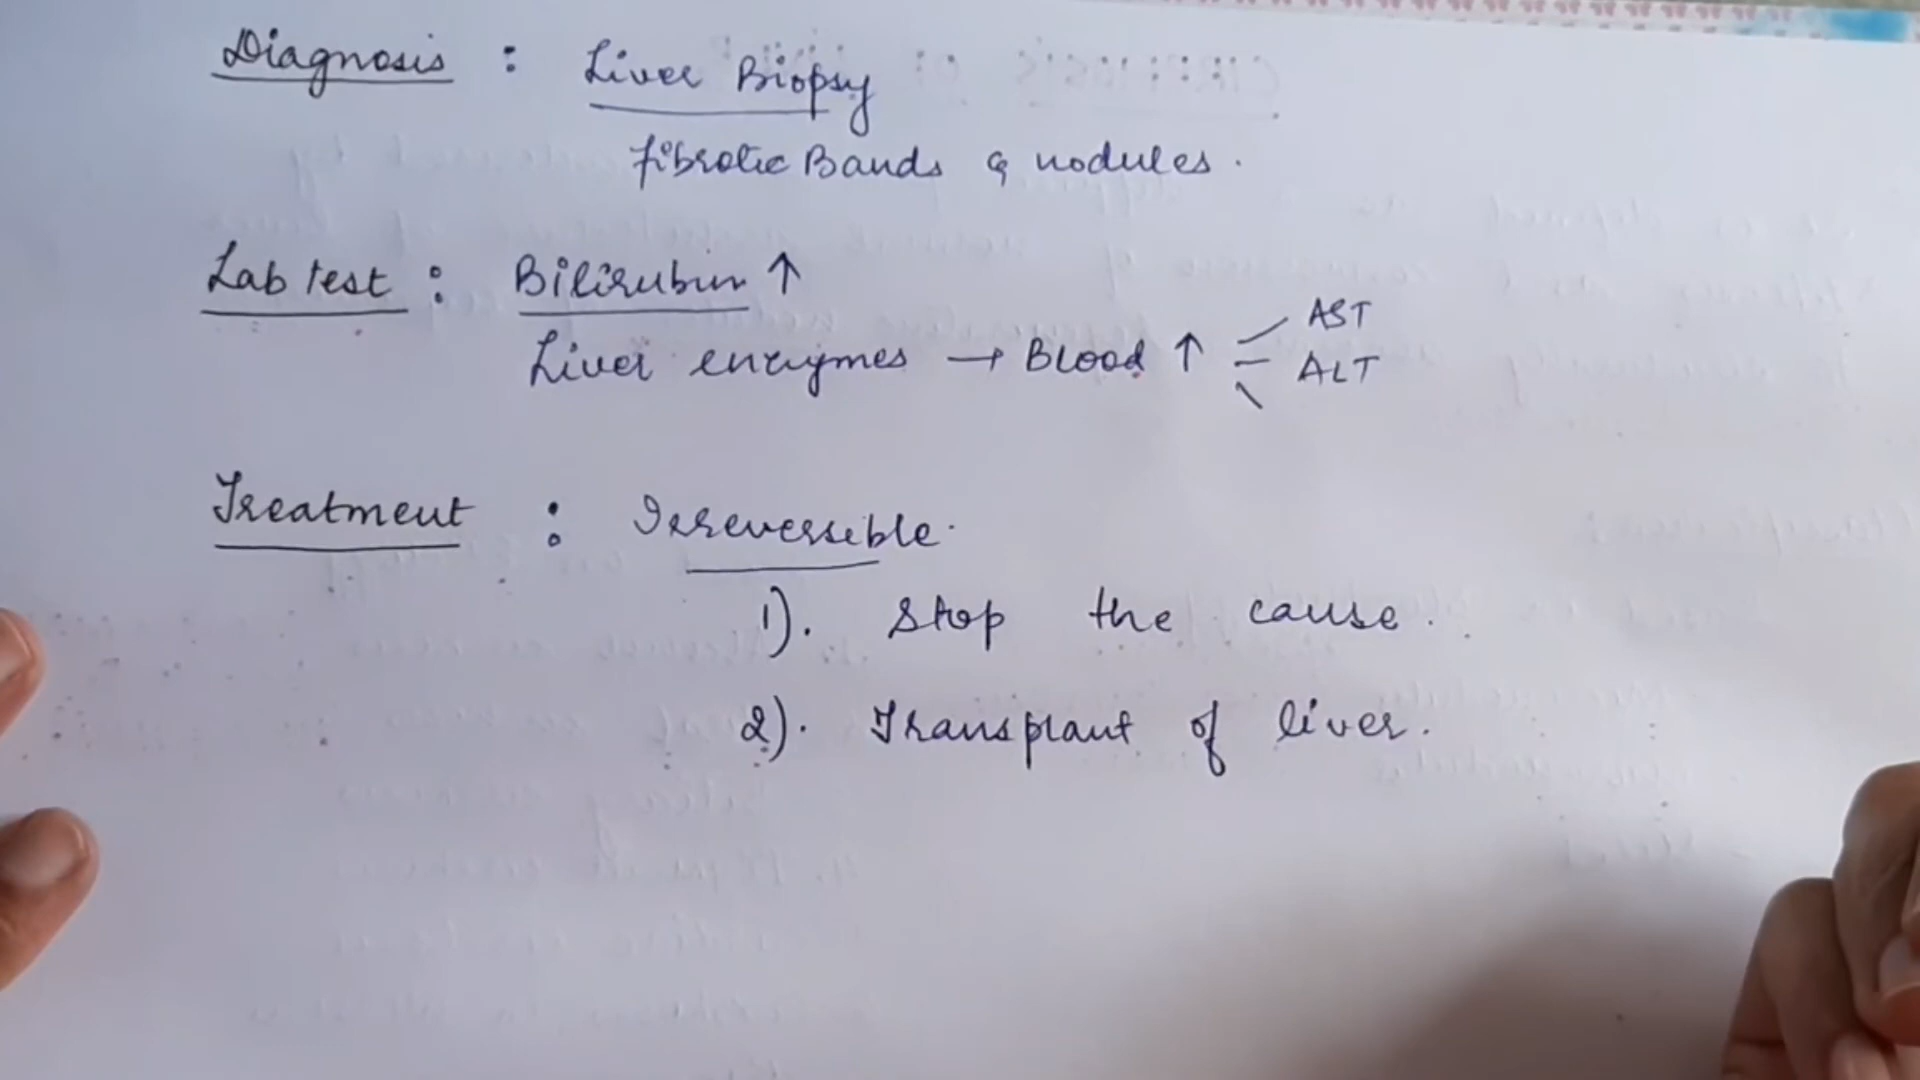 Diagnosis : Liver Biopsy
fibrotic Bands & nodules.
Lab test : Bilirubin ↑
Liver enzymes → Blood ↑ AST
ALT
Treatment : Irreversible.
1). Stop the cause.
2). Transplant of liver.